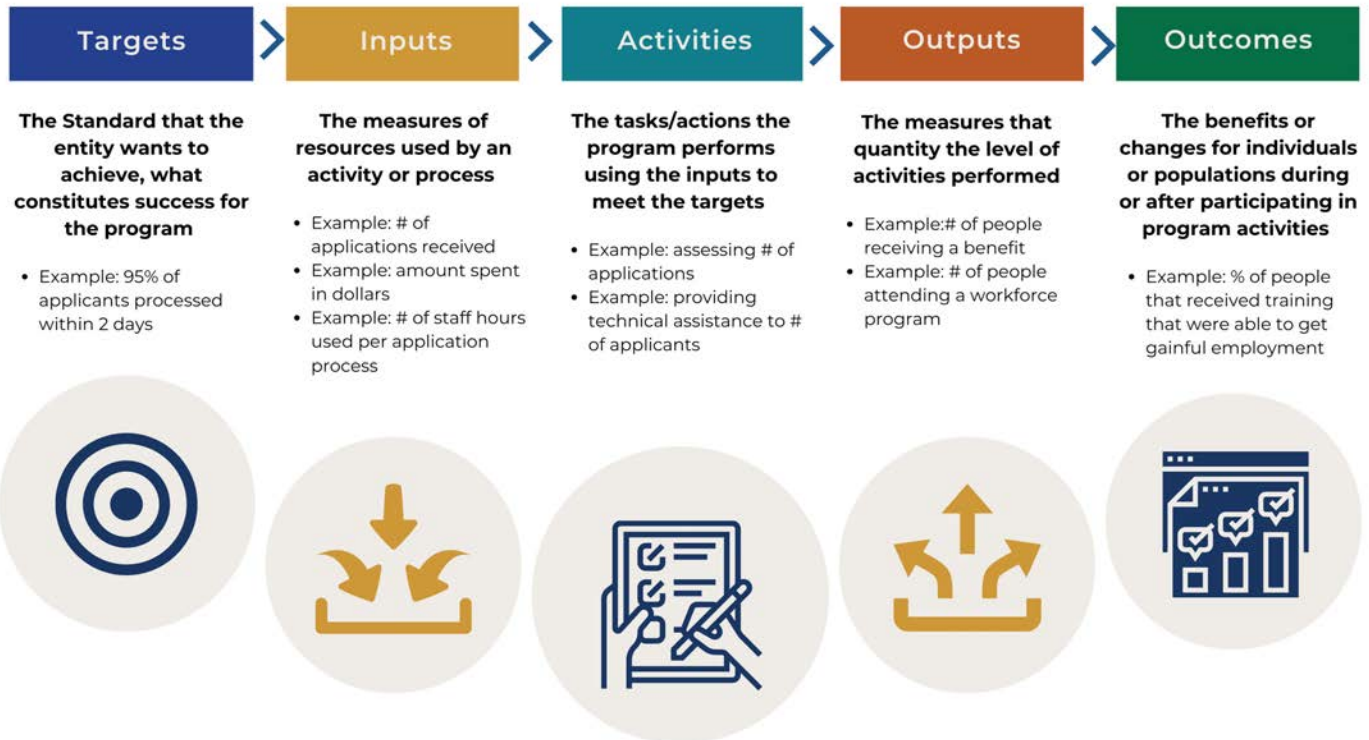 Targets
Inputs
Activities
Outputs
Outcomes
The Standard that the
entity wants to
achieve, what
constitutes success for
the program
• Example: 95% of
applicants processed
within 2 days
The measures of
resources used by an
activity or process
• Example: # of
applications received
• Example: amount spent
in dollars
• Example: # of staff hours
used per application
process
The tasks/actions the
program performs
using the inputs to
meet the targets
• Example: assessing # of
applications
• Example: providing
technical assistance to #
of applicants
The measures that
quantity the level of
activities performed
• Example:# of people
receiving a benefit
• Example: # of people
attending a workforce
program
The benefits or
changes for individuals
or populations during
or after participating in
program activities
• Example: % of people
that received training
that were able to get
gainful employment